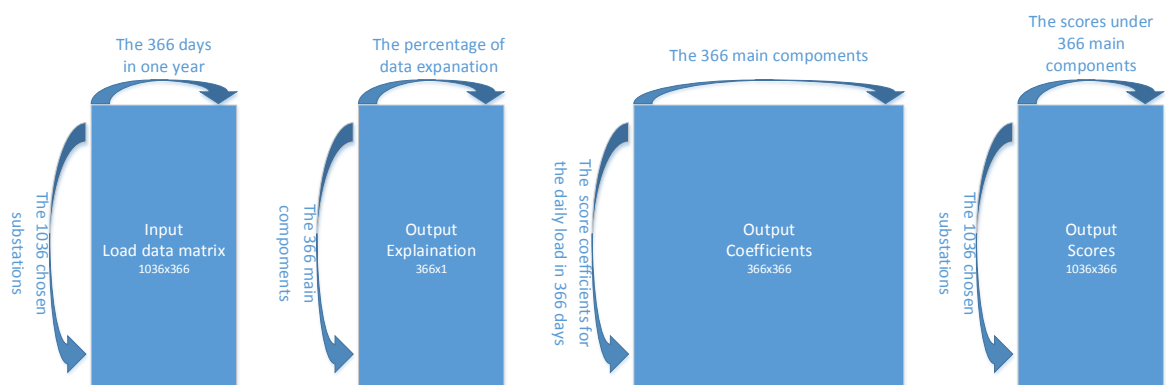 The 366 days
in one year
The 1036 chosen
substations
Input
Load data matrix
1036x366
The percentage of
data expanation
The 366 main
compoments
Output
Explaination
366x1
The 366 main compoments
The score coefficients for
the daily load in 366 days
Output
Coefficients
366x366
The scores under
366 main
components
The 1036 chosen
substations
Output
Scores
1036x366